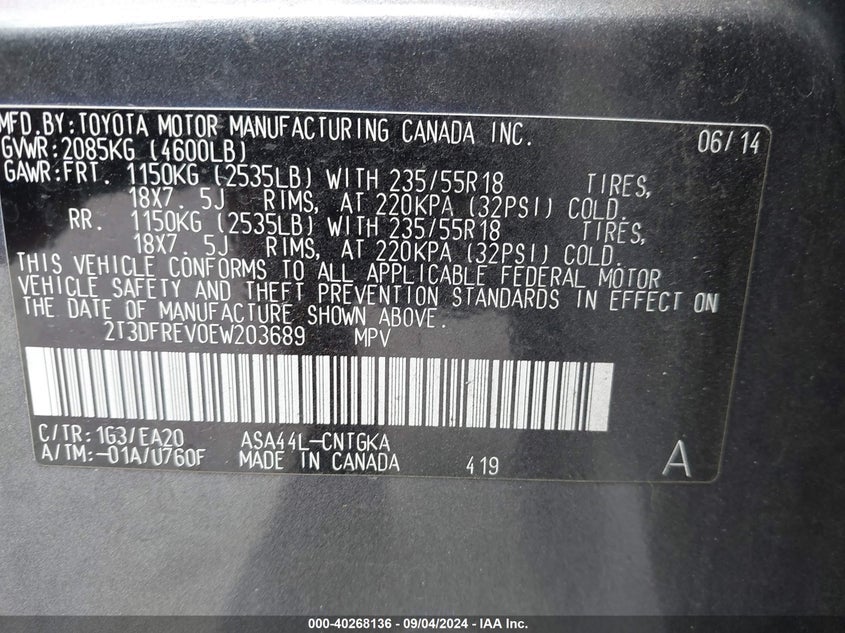 MFD.BY:TOYOTA MOTOR MANUFACTURING CANADA INC. 06/14
GVWR:2085KG (4600LB)
GAWR:FRT. 1150KG (2535LB) WITH 235/55R18 TIRES,
18X7. 5J RIMS, AT 220KPA (32PSI) COLD.
RR. 1150KG (2535LB) WITH 235/55R18 TIRES,
18X7. 5J RIMS, AT 220KPA (32PSI) COLD.
THIS VEHICLE CONFORMS TO ALL APPLICABLE FEDERAL MOTOR
VEHICLE SAFETY AND THEFT PREVENTION STANDARDS IN EFFECT ON
THE DATE OF MANUFACTURE SHOWN ABOVE.
2T3DFREV0EW203689 MPV
C/TR:1G3/EA20 ASA44L-CNTGKA
A/TM:-01A/U760F MADE IN CANADA 419 A
000-40268136 - 09/04/2024 - IAA Inc.